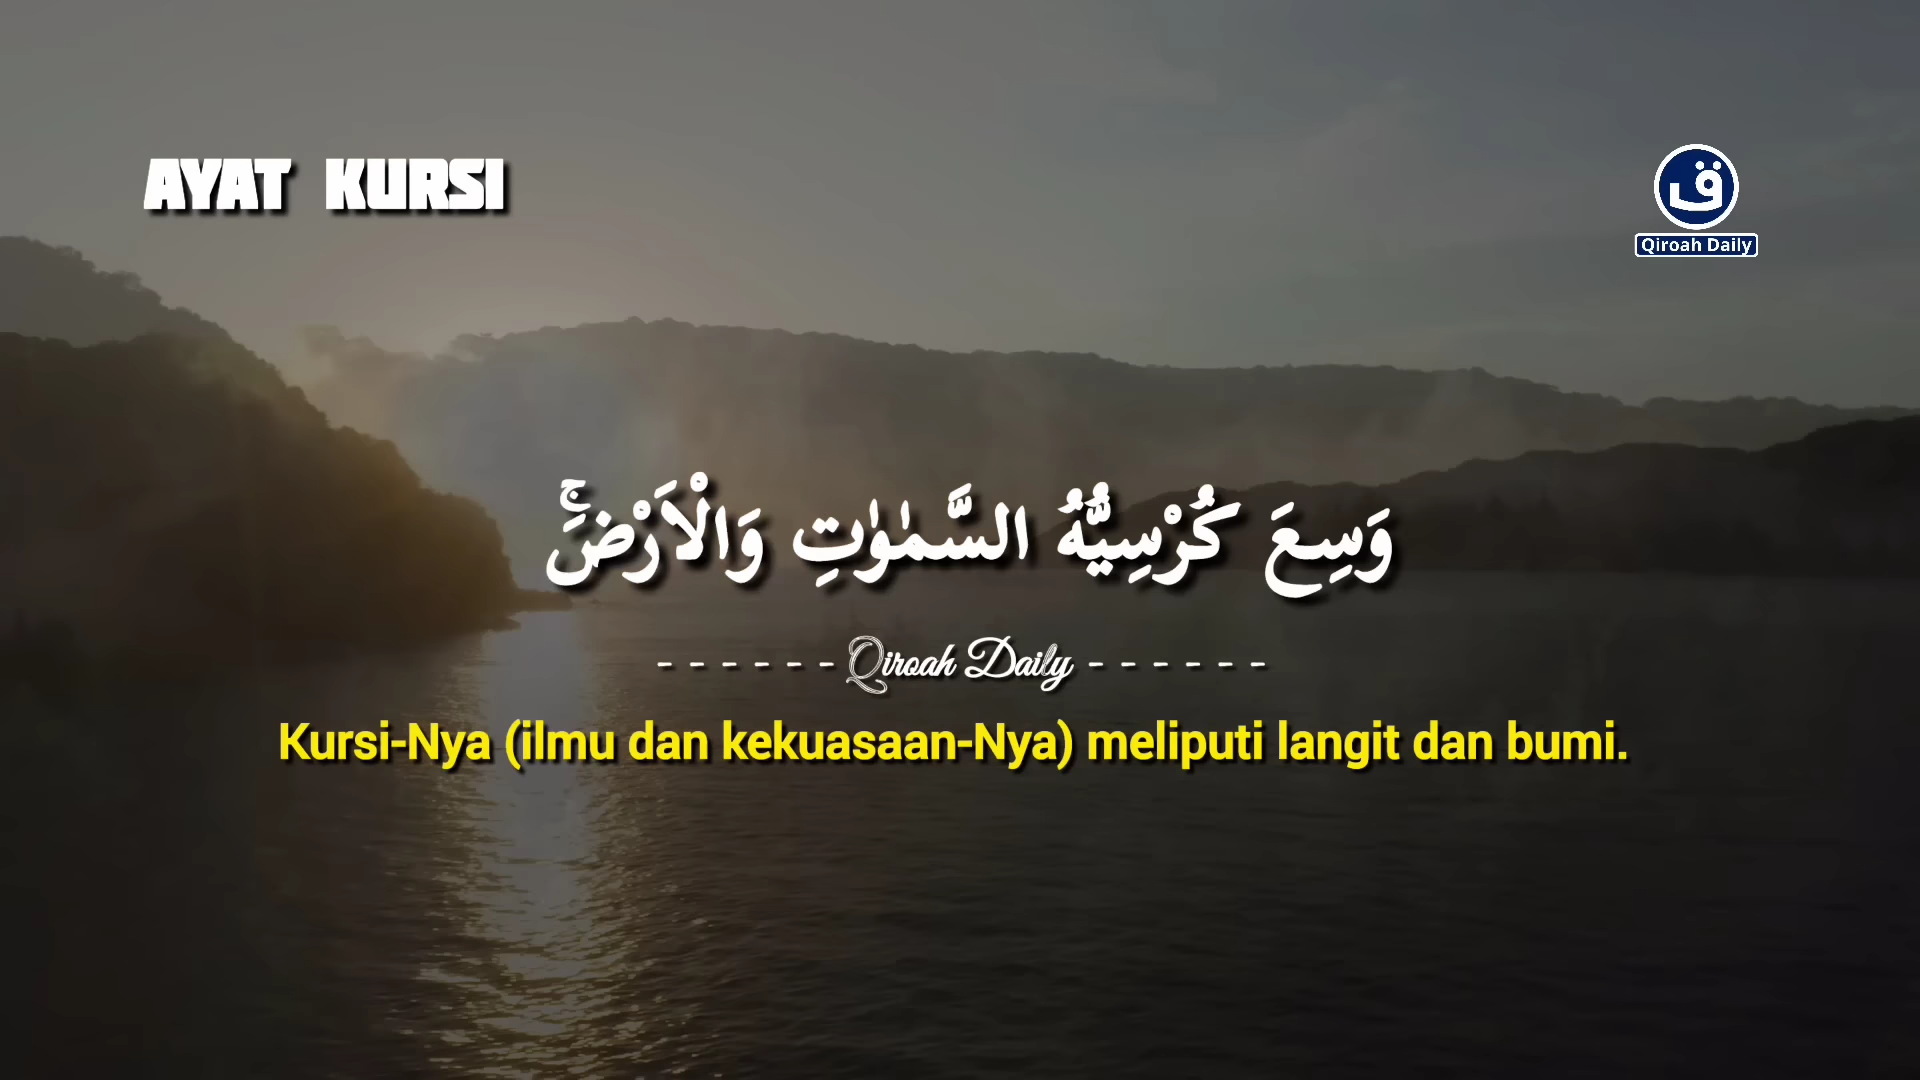 AYAT KURSI
ق
Qiroah Daily
وَسِعَ كُرْسِيُّهُ السَّمٰوٰتِ وَالْاَرْضَۚ
- - - - - - Qiroah Daily - - - - - -
Kursi-Nya (ilmu dan kekuasaan-Nya) meliputi langit dan bumi.